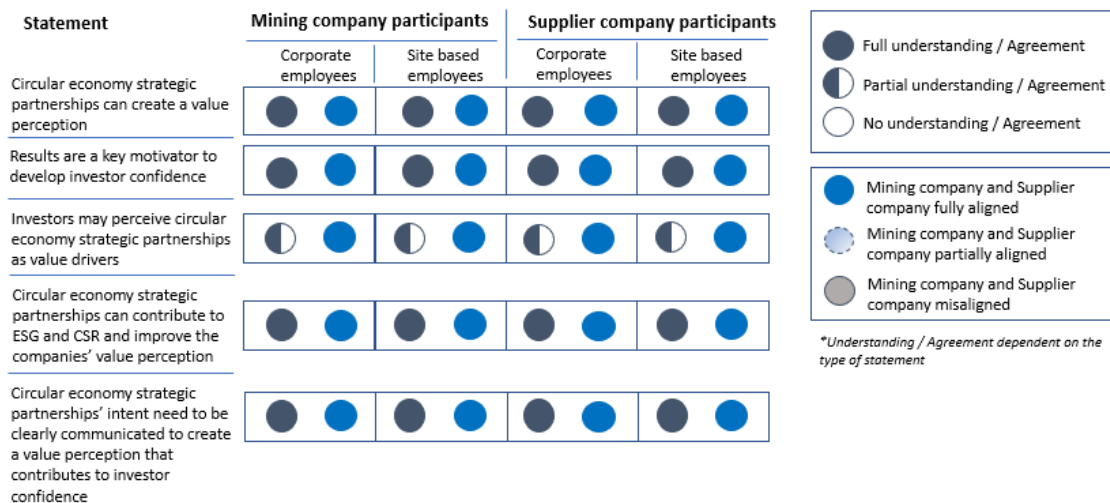 Statement
Mining company participants
Supplier company participants
Corporate
employees
Site based
employees
Corporate
employees
Site based
employees
Circular economy strategic
partnerships can create a value
perception
Results are a key motivator to
develop investor confidence
Investors may perceive circular
economy strategic partnerships
as value drivers
Circular economy strategic
partnerships can contribute to
ESG and CSR and improve the
companies’ value perception
Circular economy strategic
partnerships’ intent need to be
clearly communicated to create
a value perception that
contributes to investor
confidence
Full understanding / Agreement
Partial understanding / Agreement
No understanding / Agreement
Mining company and Supplier
company fully aligned
Mining company and Supplier
company partially aligned
Mining company and Supplier
company misaligned
*Understanding / Agreement dependent on the
type of statement